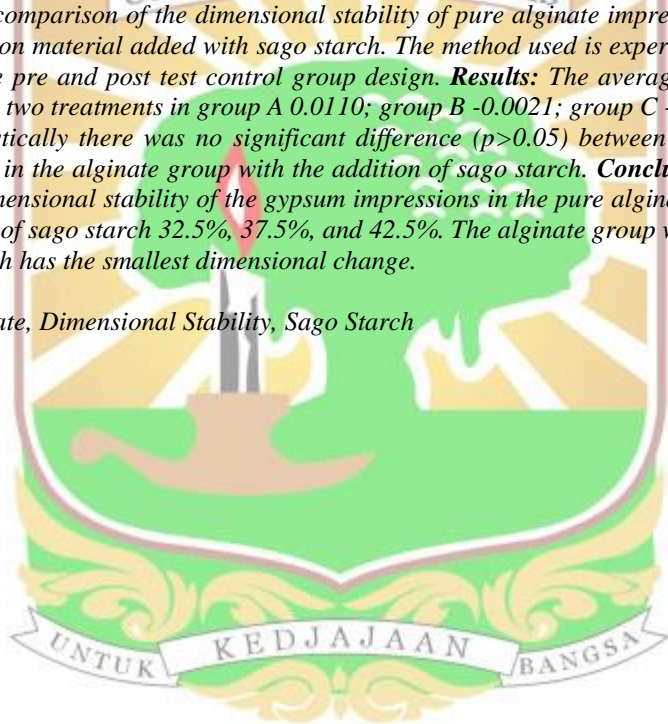 comparison of the dimensional stability of pure alginate impre
on material added with sago starch. The method used is exper
e pre and post test control group design. Results: The averag
two treatments in group A 0.0110; group B -0.0021; group C -
tically there was no significant difference (p>0.05) between
in the alginate group with the addition of sago starch. Conclu
mensional stability of the gypsum impressions in the pure algina
of sago starch 32.5%, 37.5%, and 42.5%. The alginate group w
h has the smallest dimensional change.
ate, Dimensional Stability, Sago Starch
UNTUK KEDJAJAAN BANGSA